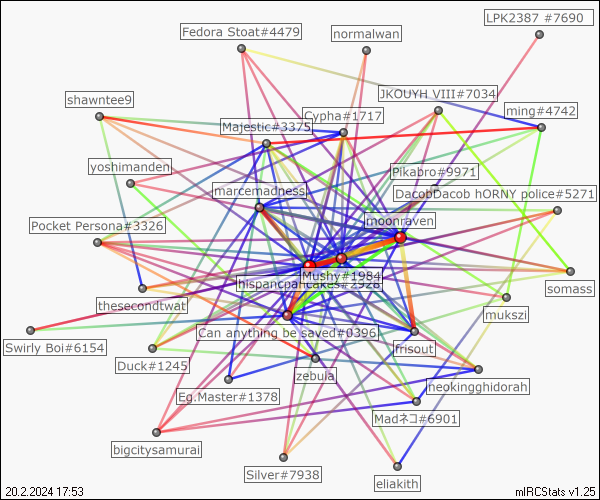 LPK2387 #7690
Fedora Stoat#4479
normalwan
JKOUYH VIII#7034
shawntee9
ming#4742
Cypha#1717
Majestic#3375
yoshimanden
Pikabro#9971
marcemadness
DacobDacob hORNY police#5271
Pocket Persona#3326
moonraven
Mushy#1984
hispancoancakes#2928
somass
thesecondtwat
mukszi
Can anything be saved#0396
Swirly Boi#6154
frisout
Duck#1245
zebula
neokingghidorah
Eg.Master#1378
Madネコ#6901
bigcitysamurai
Silver#7938
eliakith
20.2.2024 17:53
mIRCStats v1.25